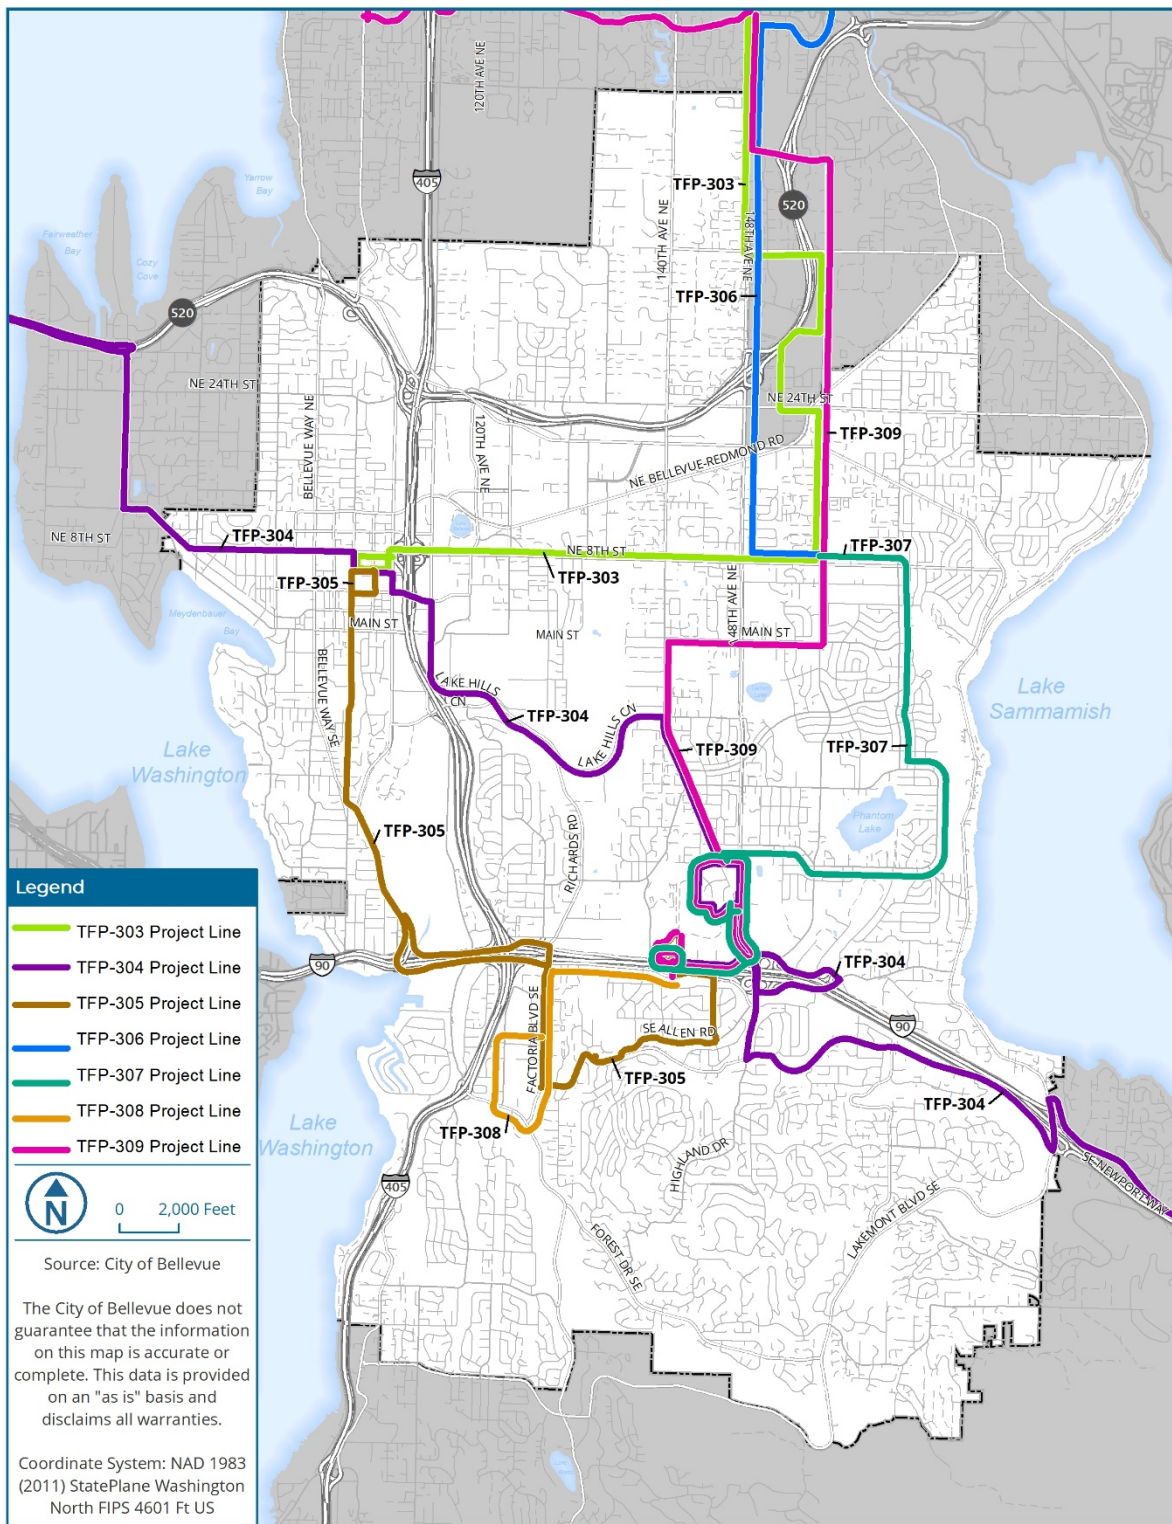 120TH AVE NE
405
Yarrow
Bay
Fairweather
Bay
Cozy
Cove
520
TFP-303
520
140TH AVE NE
148TH AVE NE
TFP-306
NE 24TH ST
BELLEVUE WAY NE
120TH AVE NE
NE 24TH ST
TFP-309
NE BELLEVUE-REDMOND RD
NE 8TH ST
TFP-304
NE 8TH ST
TFP-307
TFP-303
TFP-305
Meydenbauer
Bay
MAIN ST
MAIN ST
148TH AVE NE
MAIN ST
BELLEVUE WAY SE
LAKE HILLS
CN
TFP-304
LAKE HILLS CN
TFP-309
TFP-307
Lake
Sammamish
Lake
Washington
Phantom
Lake
TFP-305
RICHARDS RD
90
TFP-304
90
FACTORIA BLVD SE
SE ALLEN RD
TFP-305
TFP-308
TFP-304
Lake
Washington
HIGHLAND DR
SE NEWPORT WAY
405
LAKEMONT BLVD SE
FOREST DR SE
Legend
TFP-303 Project Line
TFP-304 Project Line
TFP-305 Project Line
TFP-306 Project Line
TFP-307 Project Line
TFP-308 Project Line
TFP-309 Project Line
N
0 2,000 Feet
Source: City of Bellevue
The City of Bellevue does not
guarantee that the information
on this map is accurate or
complete. This data is provided
on an "as is" basis and
disclaims all warranties.
Coordinate System: NAD 1983
(2011) StatePlane Washington
North FIPS 4601 Ft US